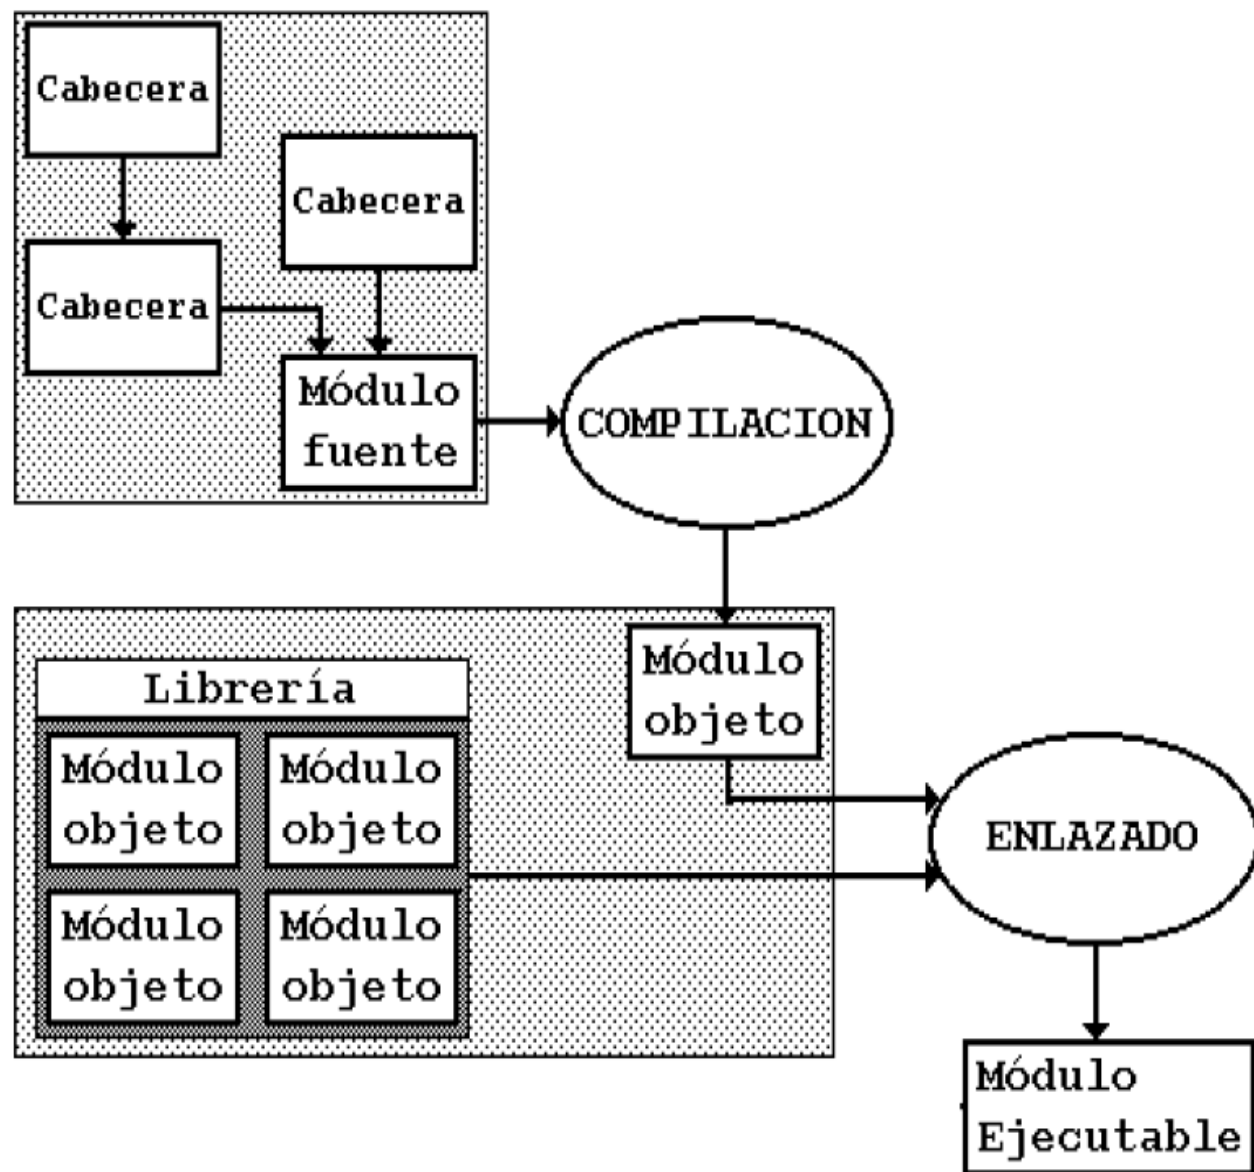 Cabecera
Cabecera
Cabecera
Módulo
fuente
COMPILACION
Módulo
objeto
Librería
Módulo
objeto
Módulo
objeto
Módulo
objeto
Módulo
objeto
ENLAZADO
Módulo
Ejecutable